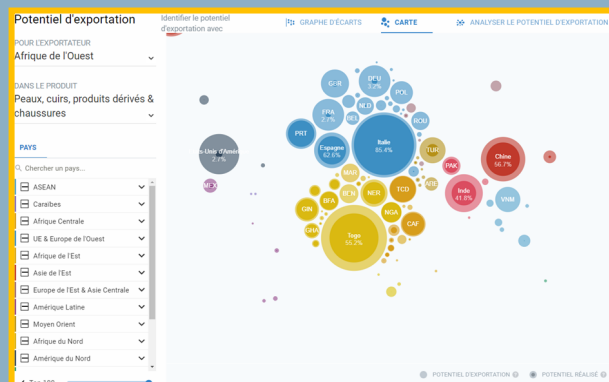 Potentiel d'exportation
Identifier le potentiel
d'exportation avec
GRAPHE D'ÉCARTS
CARTE
ANALYSER LE POTENTIEL D'EXPORTATION
POUR L'EXPORTATEUR
Afrique de l'Ouest
DANS LE PRODUIT
Peaux, cuirs, produits dérivés &
chaussures
PAYS
Chercher un pays...
ASEAN
Caraïbes
Afrique Centrale
UE & Europe de l'Ouest
Afrique de l'Est
Asie de l'Est
Europe de l'Est & Asie Centrale
Amérique Latine
Moyen Orient
Afrique du Nord
Amérique du Nord
GBR
DEU
3.2%
POL
NLD
FRA
2.7%
BEL
ROU
PRT
Espagne
62.6%
Italie
85.4%
TUR
s-Unis d'Amér
2.7%
MEX
MAR
PAK
Chine
56.7%
BEN
NER
TCD
ARE
Inde
41.8%
VNM
BFA
GIN
NGA
CAF
GHA
Togo
55.2%
POTENTIEL D'EXPORTATION
POTENTIEL RÉALISÉ